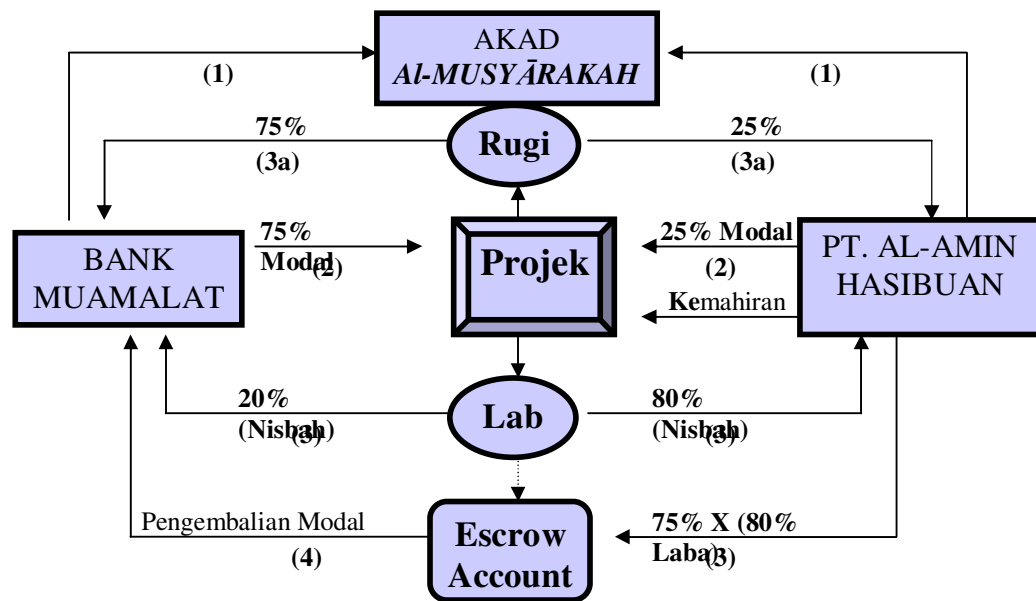 AKAD
Al-MUSYĀRAKAH
(1)
(1)
75%
(3a)
Rugi
25%
(3a)
BANK
MUAMALAT
75%
Modal
(2)
Projek
25% Modal
(2)
Kemahiran
PT. AL-AMIN
HASIBUAN
20%
(Nisbah)
(3)
Lab
80%
(Nisbah)
(3)
Pengembalian Modal
(4)
Escrow
Account
75% X (80%
Laba)
(3)